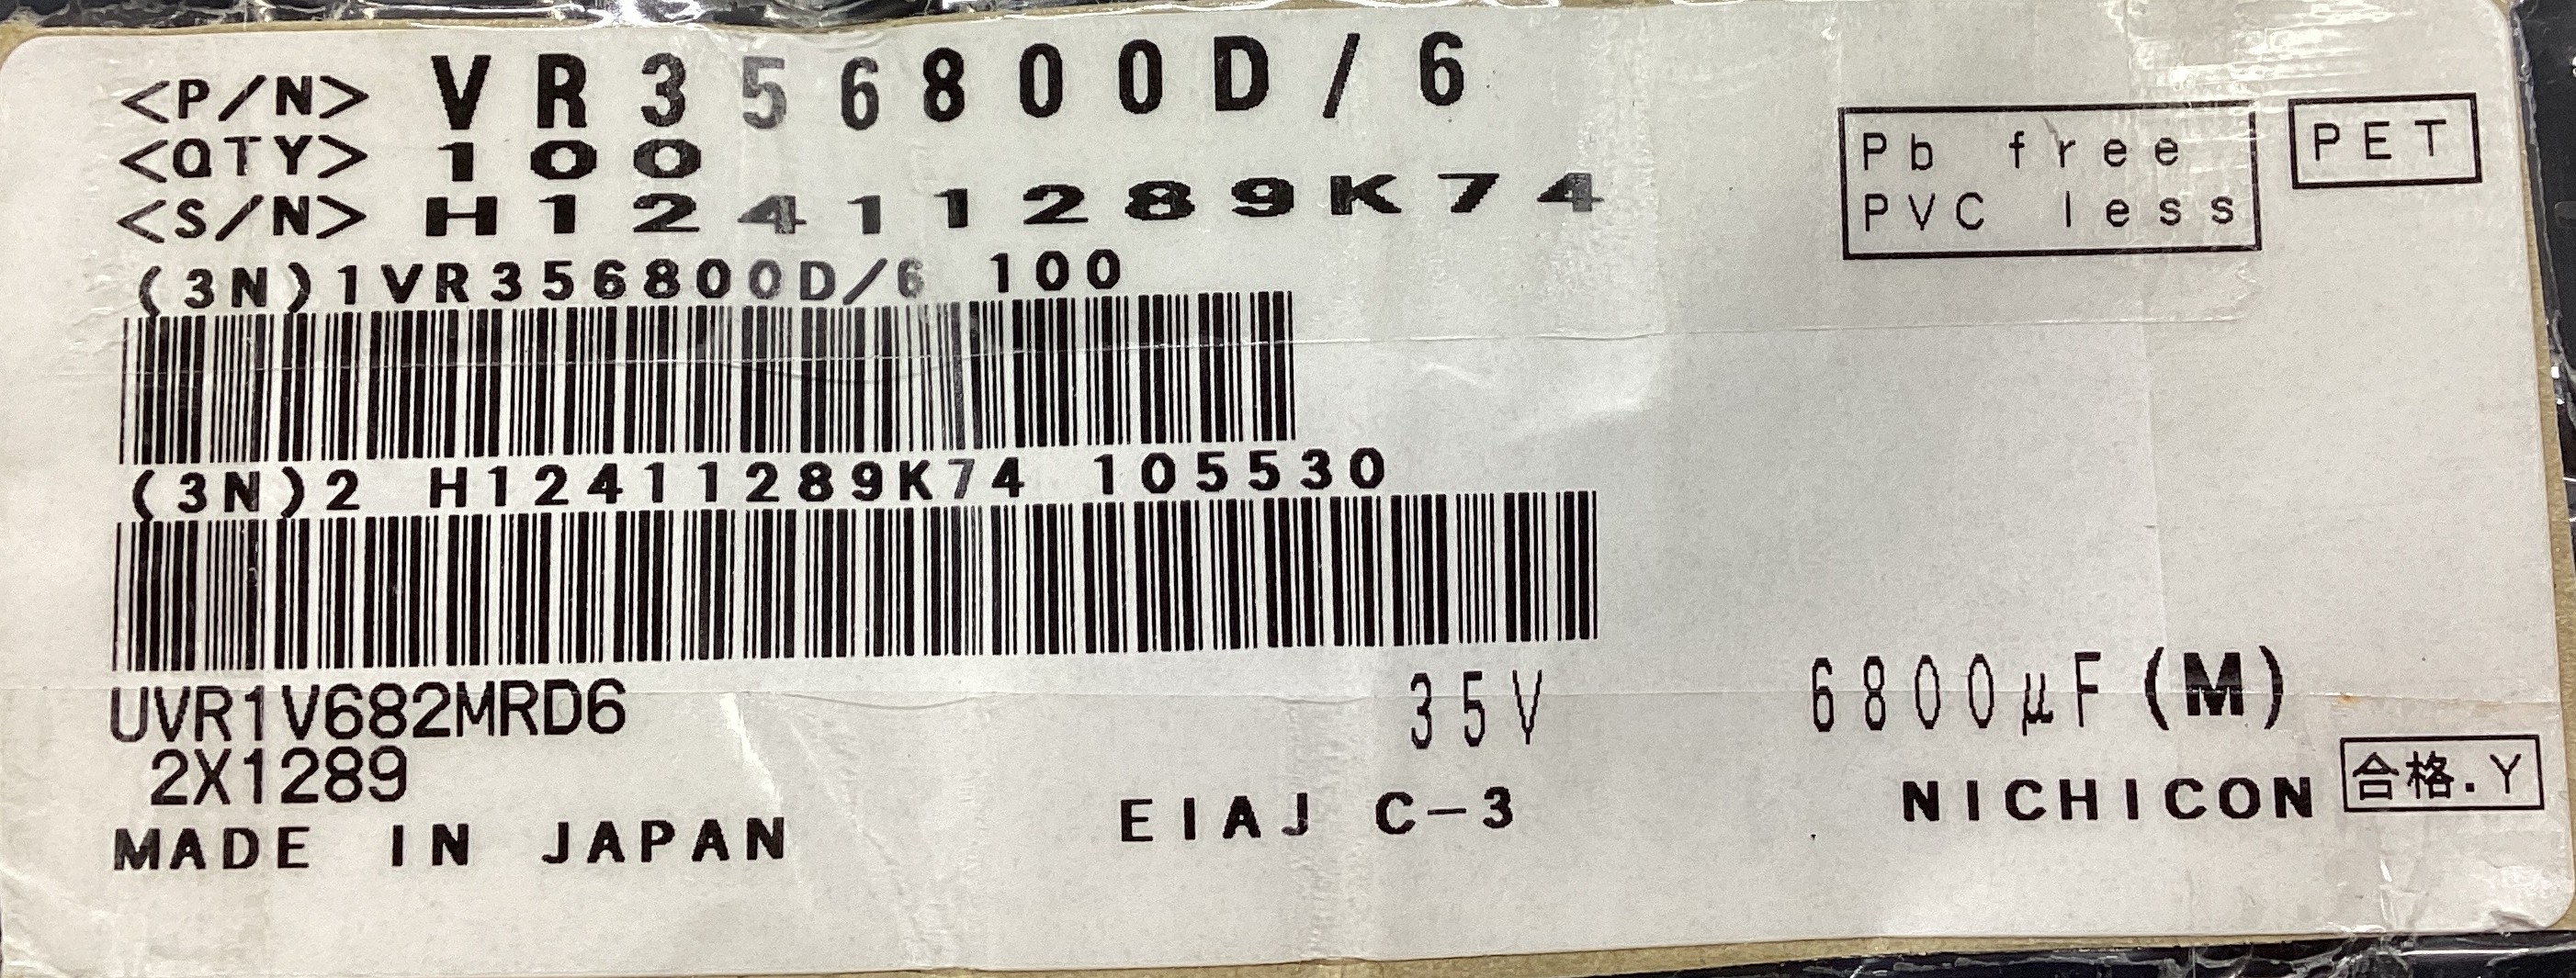 <P/N> VR356800D/6
<QTY> 100
<S/N> H12411289K74
Pb free
PVC less
PET
(3N)1VR356800D/6 100
(3N)2 H12411289K74 105530
UVR1V682MRD6 35V 6800μF(M)
2X1289
MADE IN JAPAN EIAJ C-3 NICHICON 合格.Y